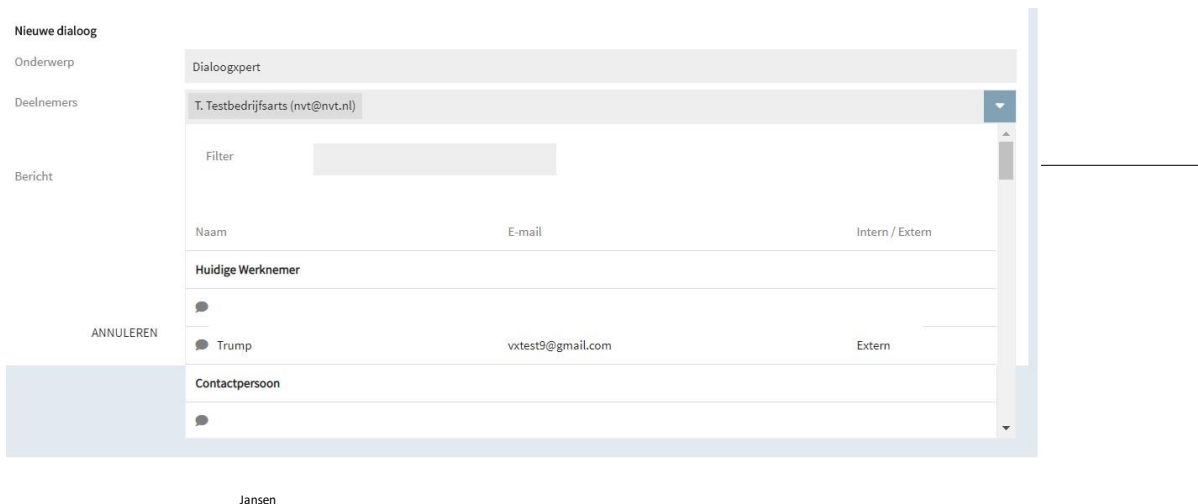 Nieuwe dialoog
Onderwerp Dialoogxpert
Deelnemers T. Testbedrijfsarts (nvt@nvt.nl)
Filter
Bericht
Naam E-mail Intern / Extern
Huidige Werknemer
ANNULEREN
Trump vxtest9@gmail.com Extern
Contactpersoon
Jansen